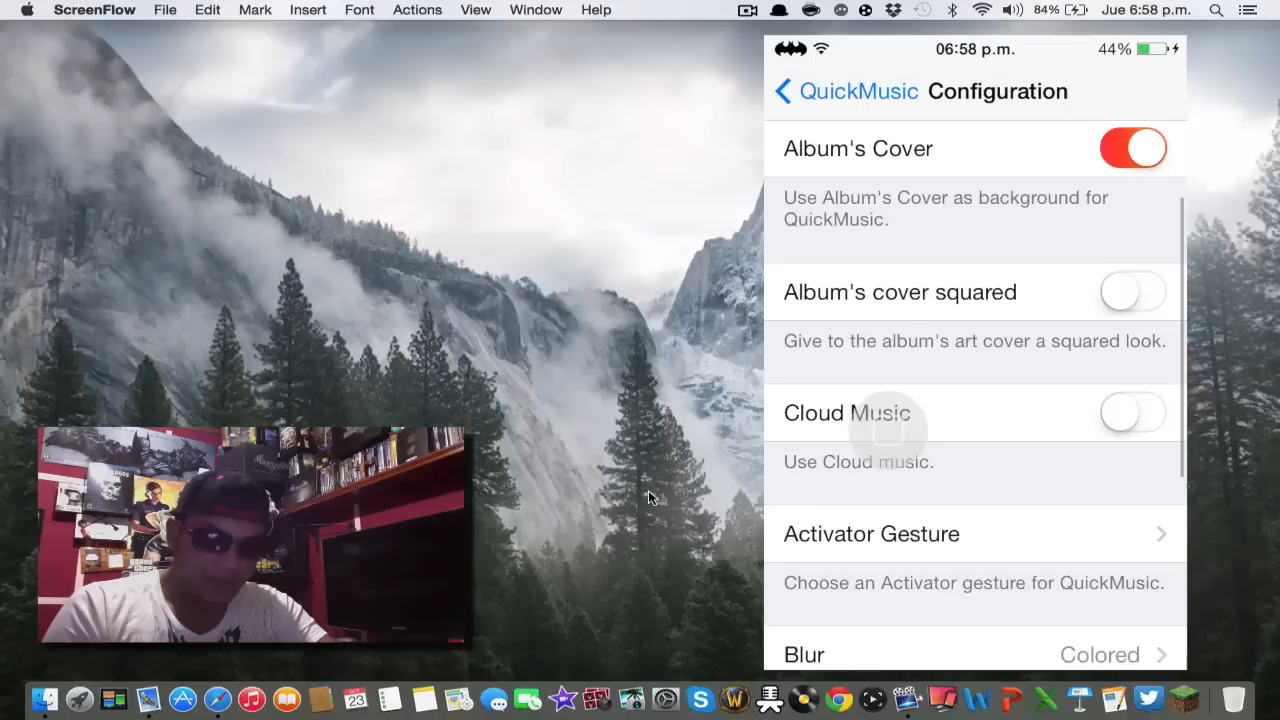 ScreenFlow File Edit Mark Insert Font Actions View Window Help 84% Jue 6:58 p.m.
06:58 p.m. 44%
QuickMusic Configuration
Album's Cover
Use Album's Cover as background for
QuickMusic.
Album's cover squared
Give to the album's art cover a squared look.
Cloud Music
Use Cloud music.
Activator Gesture
Choose an Activator gesture for QuickMusic.
Blur Colored
23